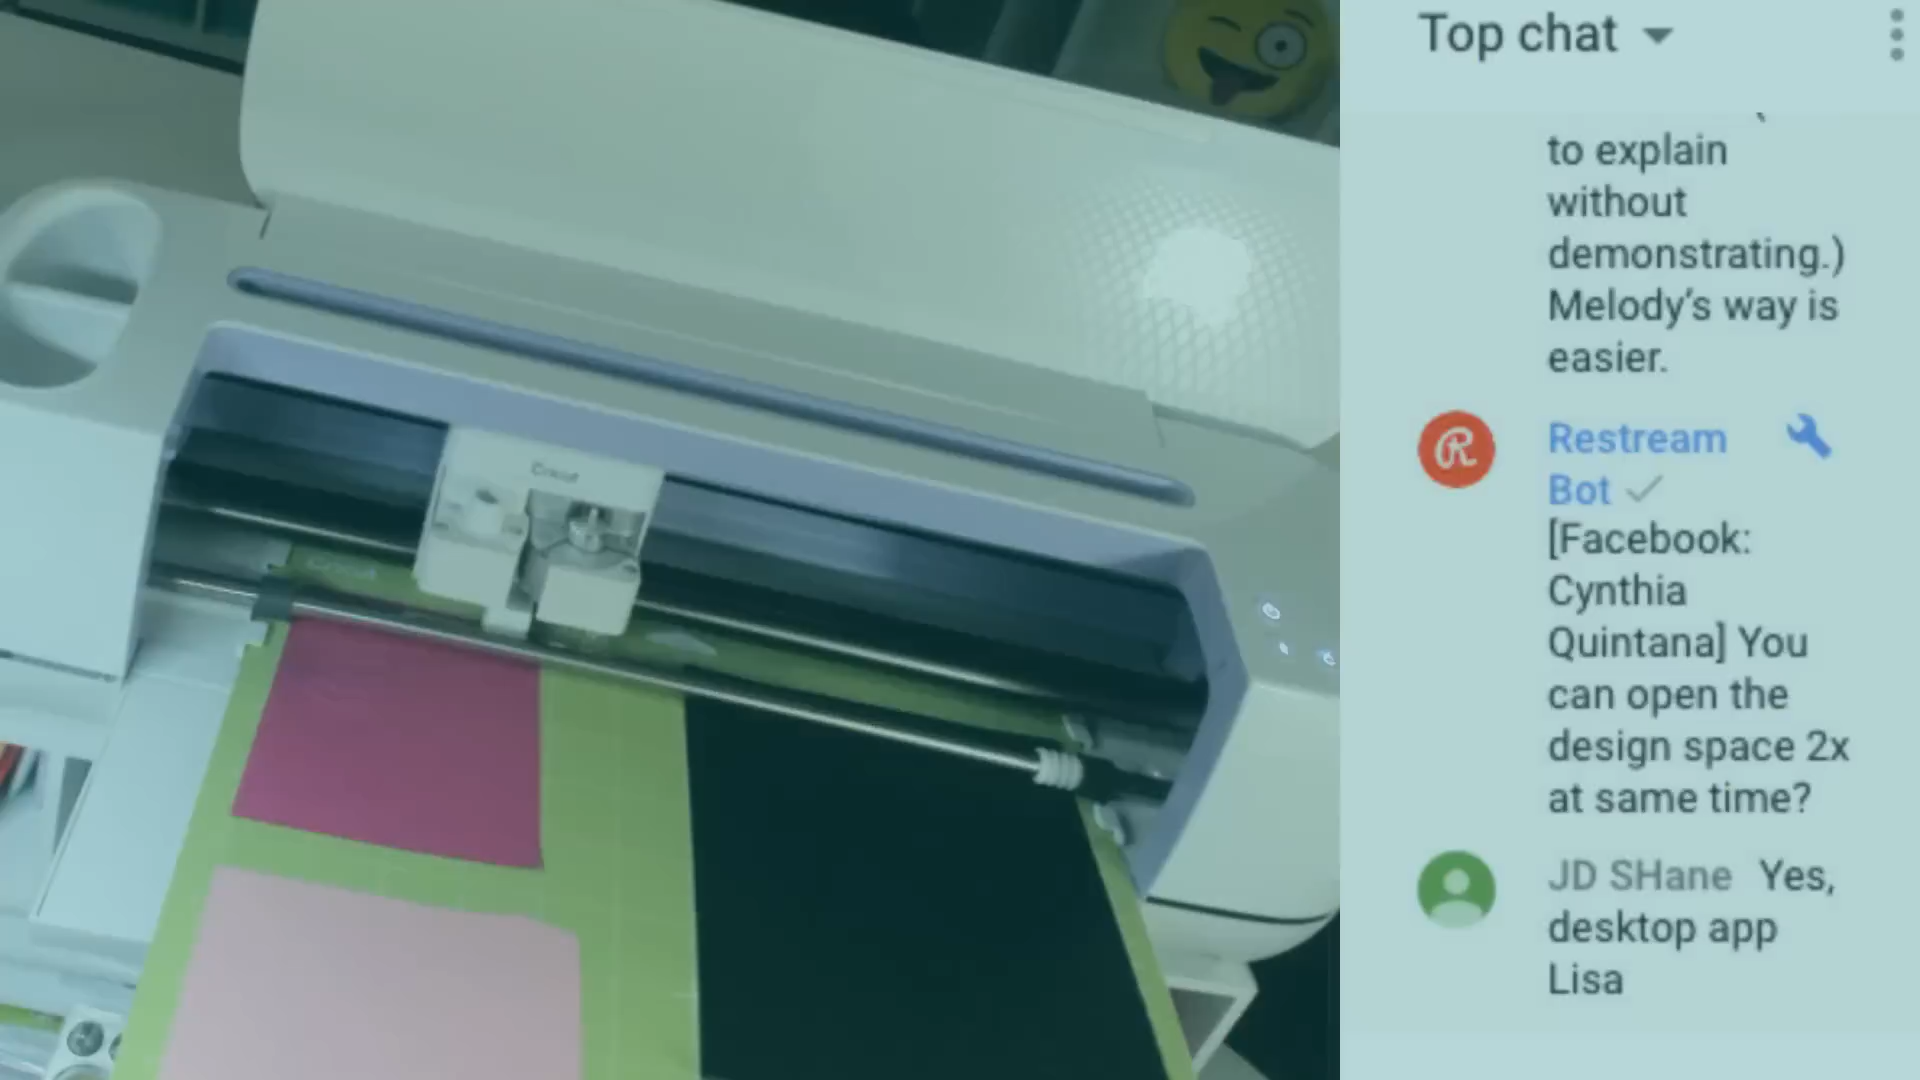 Top chat
to explain
without
demonstrating.)
Melody's way is
easier.
Restream
Bot
[Facebook:
Cynthia
Quintana] You
can open the
design space 2x
at same time?
JD SHane Yes,
desktop app
Lisa
Cricut